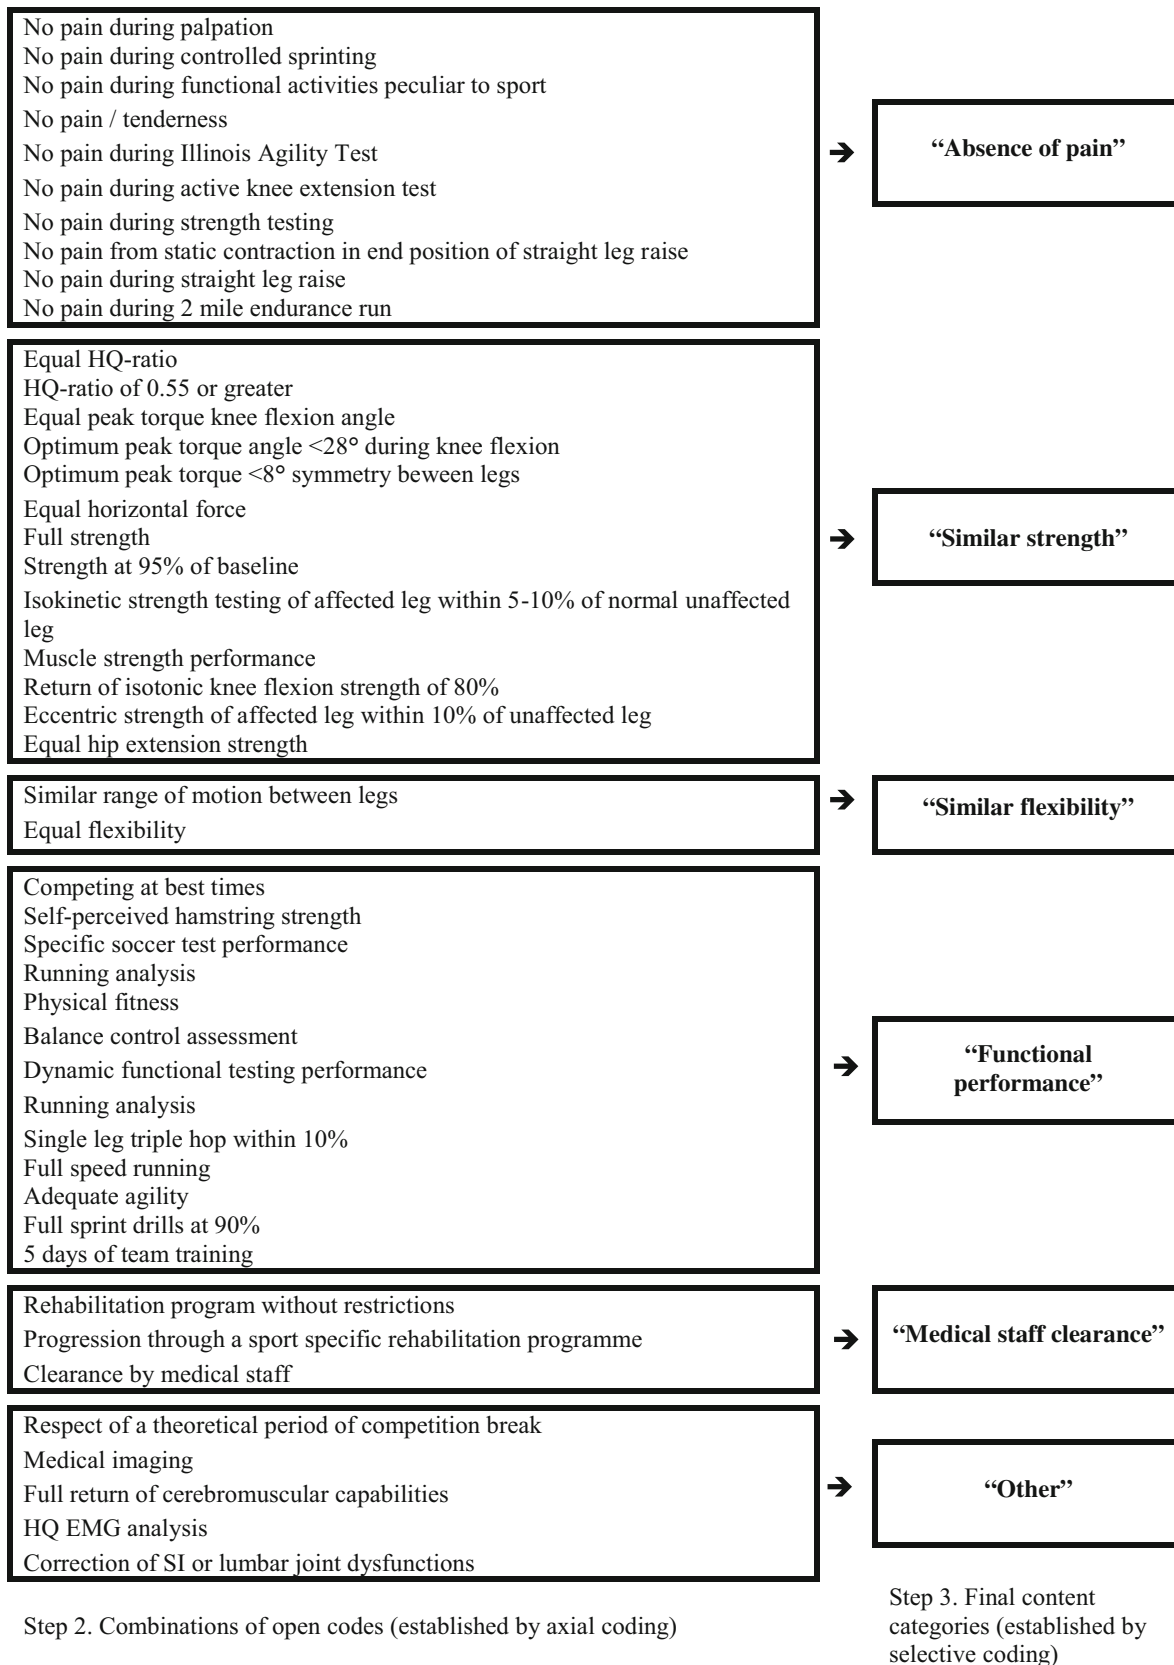 No pain during palpation
No pain during controlled sprinting
No pain during functional activities peculiar to sport
No pain / tenderness
No pain during Illinois Agility Test
No pain during active knee extension test
No pain during strength testing
No pain from static contraction in end position of straight leg raise
No pain during straight leg raise
No pain during 2 mile endurance run
➔
“Absence of pain”
Equal HQ-ratio
HQ-ratio of 0.55 or greater
Equal peak torque knee flexion angle
Optimum peak torque angle <28° during knee flexion
Optimum peak torque <8° symmetry beween legs
Equal horizontal force
Full strength
Strength at 95% of baseline
Isokinetic strength testing of affected leg within 5-10% of normal unaffected
leg
Muscle strength performance
Return of isotonic knee flexion strength of 80%
Eccentric strength of affected leg within 10% of unaffected leg
Equal hip extension strength
➔
“Similar strength”
Similar range of motion between legs
Equal flexibility
➔
“Similar flexibility”
Competing at best times
Self-perceived hamstring strength
Specific soccer test performance
Running analysis
Physical fitness
Balance control assessment
Dynamic functional testing performance
Running analysis
Single leg triple hop within 10%
Full speed running
Adequate agility
Full sprint drills at 90%
5 days of team training
➔
“Functional
performance”
Rehabilitation program without restrictions
Progression through a sport specific rehabilitation programme
Clearance by medical staff
➔
“Medical staff clearance”
Respect of a theoretical period of competition break
Medical imaging
Full return of cerebromuscular capabilities
HQ EMG analysis
Correction of SI or lumbar joint dysfunctions
➔
“Other”
Step 2. Combinations of open codes (established by axial coding)
Step 3. Final content
categories (established by
selective coding)